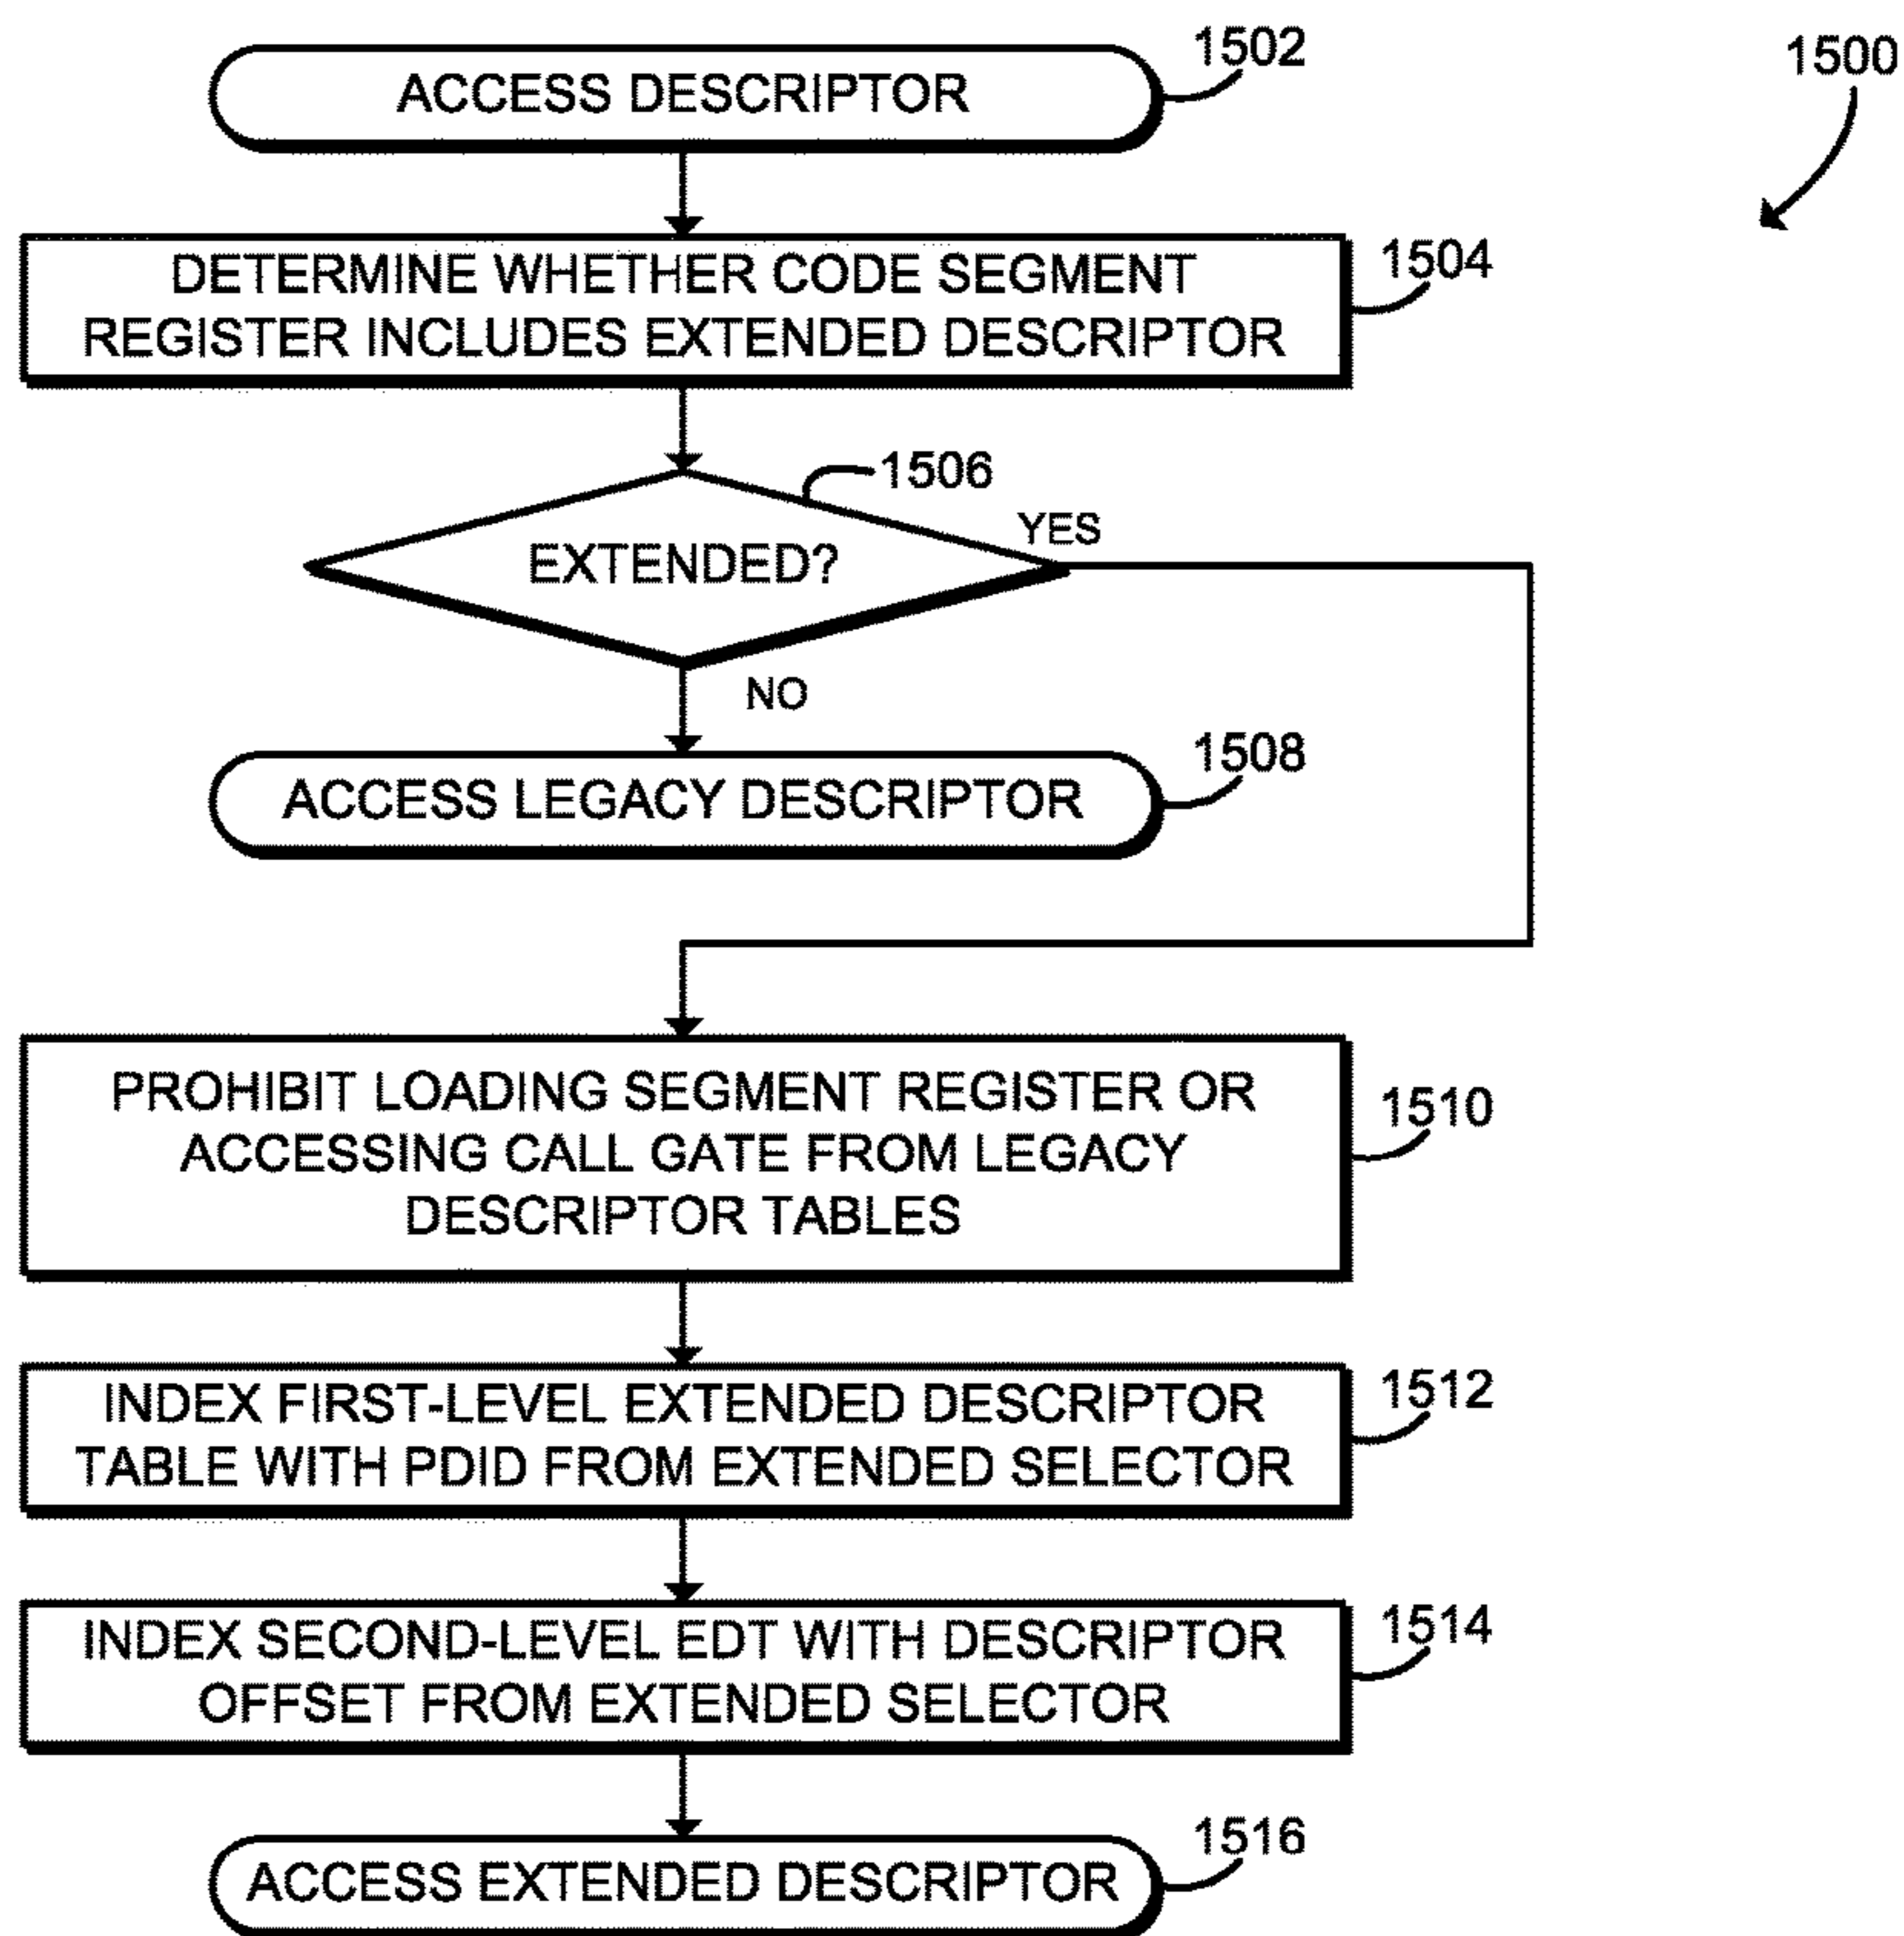 ACCESS DESCRIPTOR
1502
1500
DETERMINE WHETHER CODE SEGMENT
REGISTER INCLUDES EXTENDED DESCRIPTOR
1504
1506
EXTENDED?
YES
NO
ACCESS LEGACY DESCRIPTOR
1508
PROHIBIT LOADING SEGMENT REGISTER OR
ACCESSING CALL GATE FROM LEGACY
DESCRIPTOR TABLES
1510
INDEX FIRST-LEVEL EXTENDED DESCRIPTOR
TABLE WITH PDID FROM EXTENDED SELECTOR
1512
INDEX SECOND-LEVEL EDT WITH DESCRIPTOR
OFFSET FROM EXTENDED SELECTOR
1514
ACCESS EXTENDED DESCRIPTOR
1516